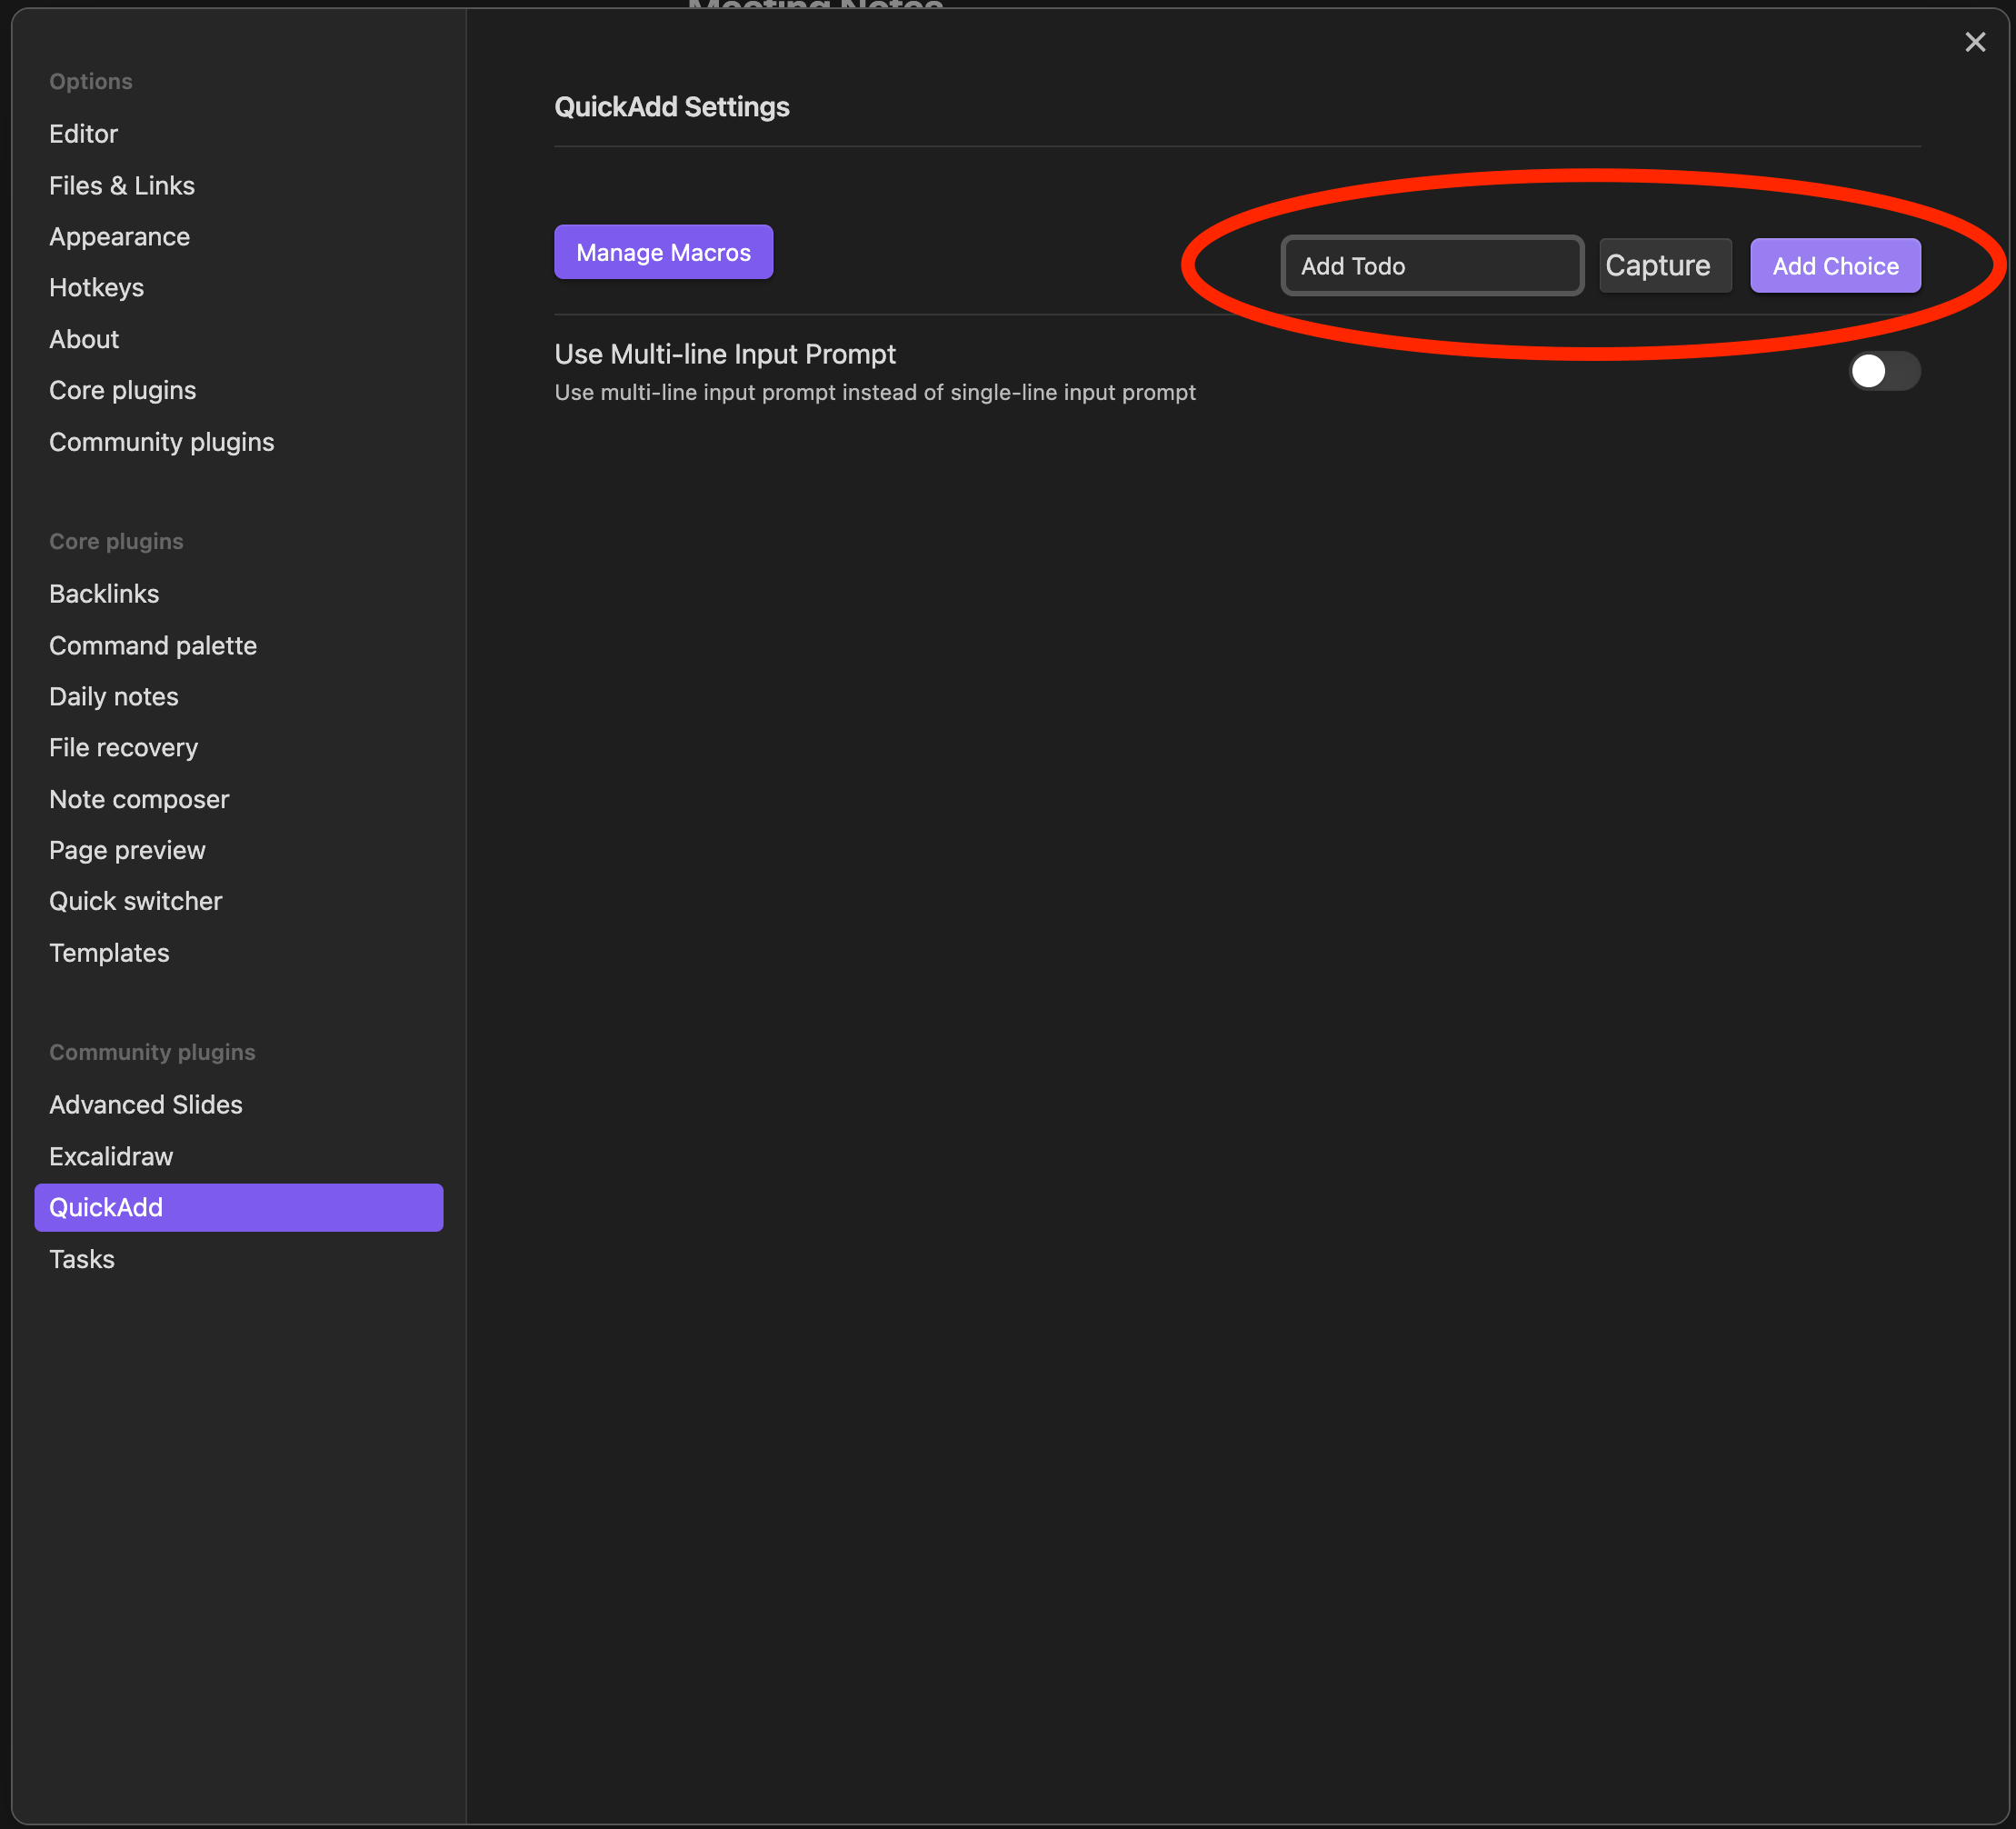 Meeting Notes
Options
Editor
Files & Links
Appearance
Hotkeys
About
Core plugins
Community plugins
Core plugins
Backlinks
Command palette
Daily notes
File recovery
Note composer
Page preview
Quick switcher
Templates
Community plugins
Advanced Slides
Excalidraw
QuickAdd
Tasks
QuickAdd Settings
Manage Macros
Add Todo
Capture
Add Choice
Use Multi-line Input Prompt
Use multi-line input prompt instead of single-line input prompt